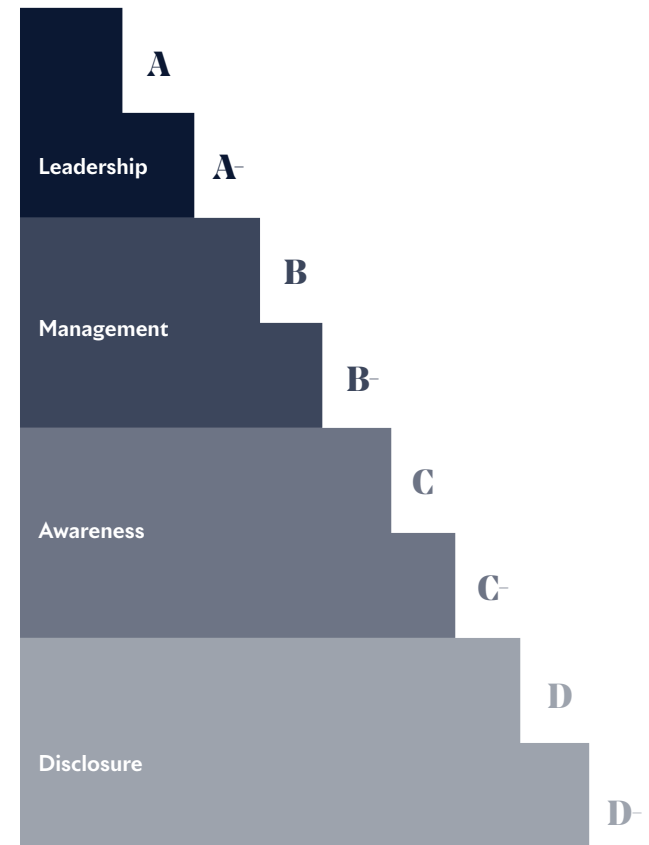 A
Leadership
A-
B
Management
B-
C
Awareness
C-
D
Disclosure
D-